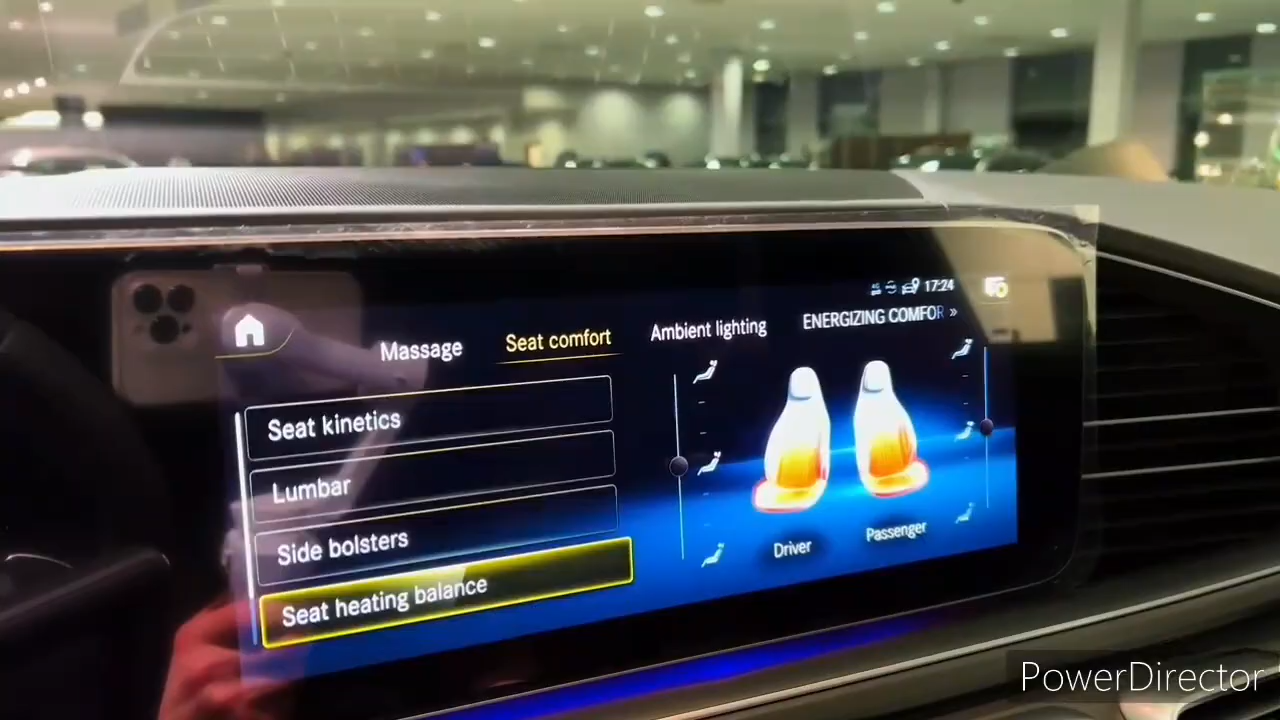 17:24
Massage
Seat comfort
Ambient lighting
ENERGIZING COMFOR »
Seat kinetics
Lumbar
Side bolsters
Seat heating balance
Driver
Passenger
PowerDirector